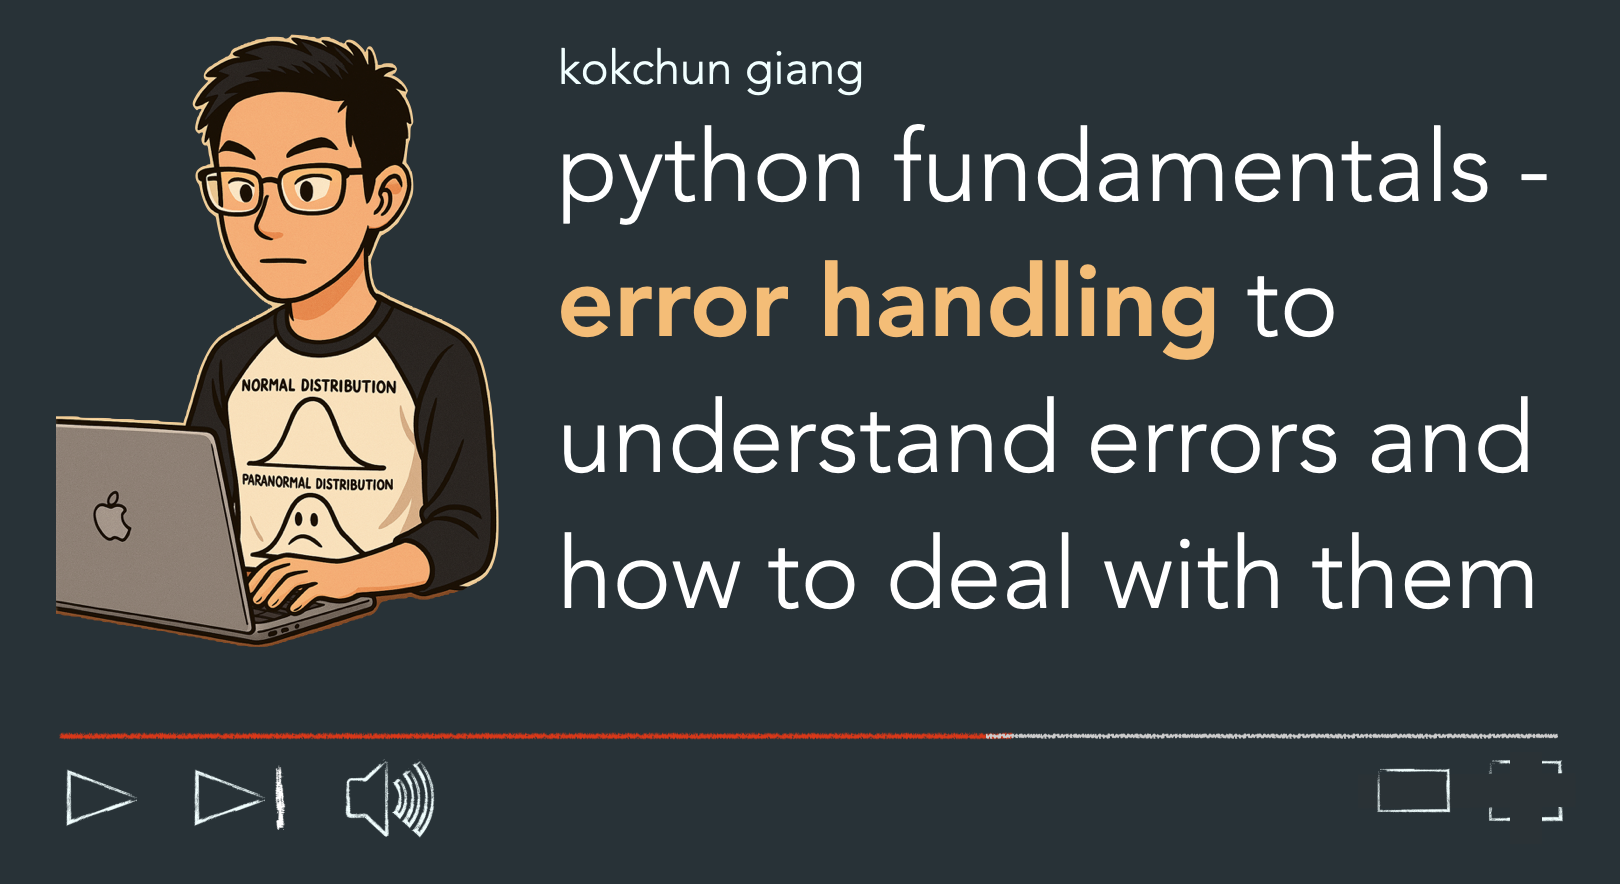 kokchun giang
python fundamentals -
error handling to
understand errors and
how to deal with them
NORMAL DISTRIBUTION
PARANORMAL DISTRIBUTION